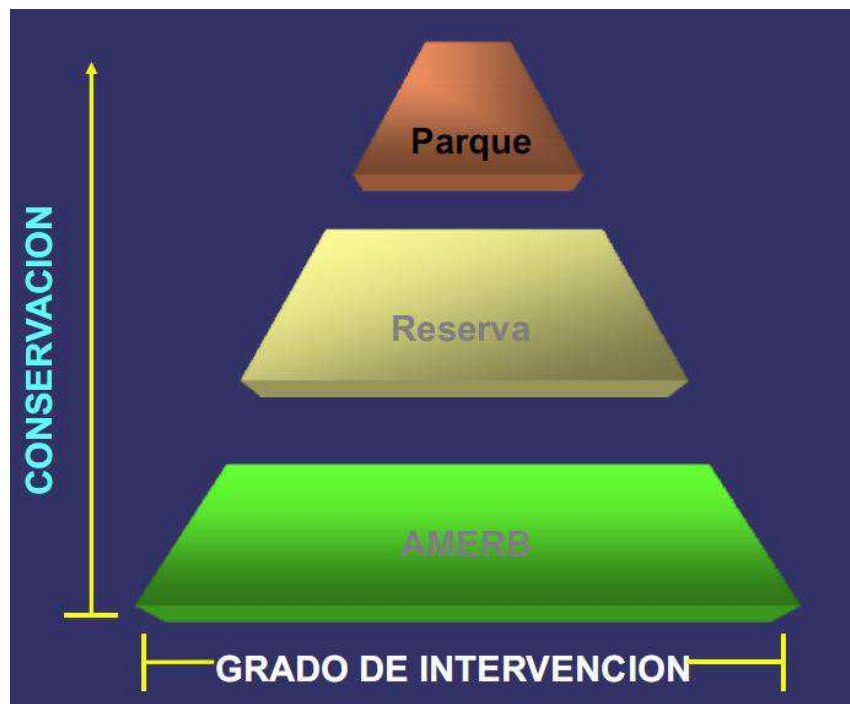 Parque
Reserva
AMERB
CONSERVACION
GRADO DE INTERVENCION